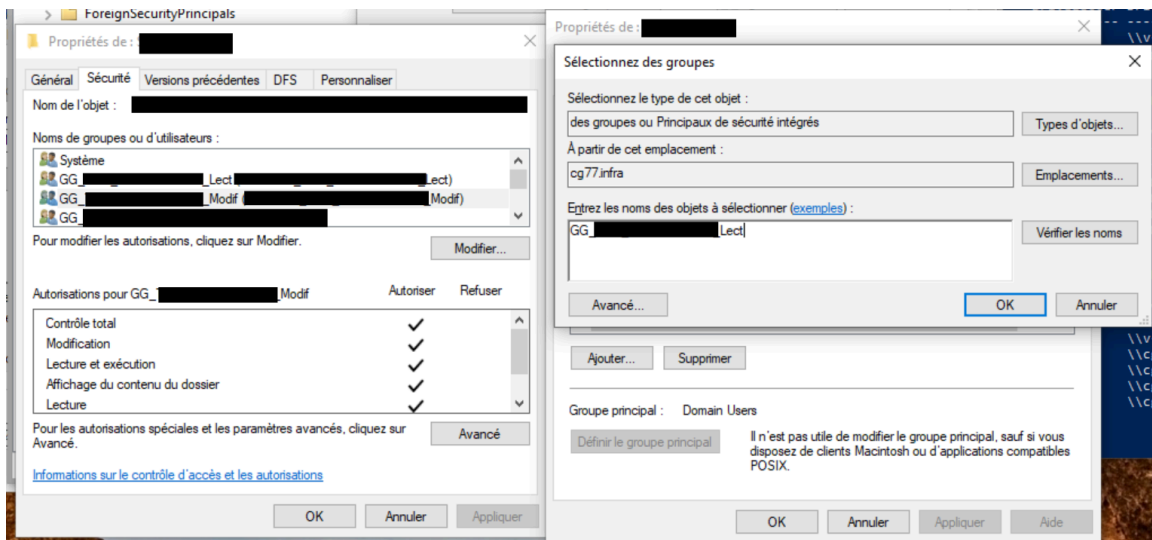 ForeignSecurityPrincipals
Propriétés de :
Général Sécurité Versions précédentes DFS Personnaliser
Nom de l'objet :
Noms de groupes ou d'utilisateurs :
Système
GG_ _Lect ( Lect)
GG_ _Modif ( Modif)
GG_
Pour modifier les autorisations, cliquez sur Modifier.
Modifier...
Autorisations pour GG_ _Modif Autoriser Refuser
Contrôle total
Modification
Lecture et exécution
Affichage du contenu du dossier
Lecture
Pour les autorisations spéciales et les paramètres avancés, cliquez sur
Avancé.
Avancé
Informations sur le contrôle d'accès et les autorisations
OK Annuler Appliquer
Propriétés de :
Sélectionnez des groupes
Sélectionnez le type de cet objet :
des groupes ou Principaux de sécurité intégrés
Types d'objets...
À partir de cet emplacement :
cg77.infra
Emplacements...
Entrez les noms des objets à sélectionner (exemples) :
GG_ _Lect
Vérifier les noms
Avancé...
OK Annuler
Ajouter... Supprimer
Groupe principal : Domain Users
Définir le groupe principal
Il n'est pas utile de modifier le groupe principal, sauf si vous
disposez de clients Macintosh ou d'applications compatibles
POSIX.
OK Annuler Appliquer Aide
\\v
\\v
\\c
\\c
\\c
\\c